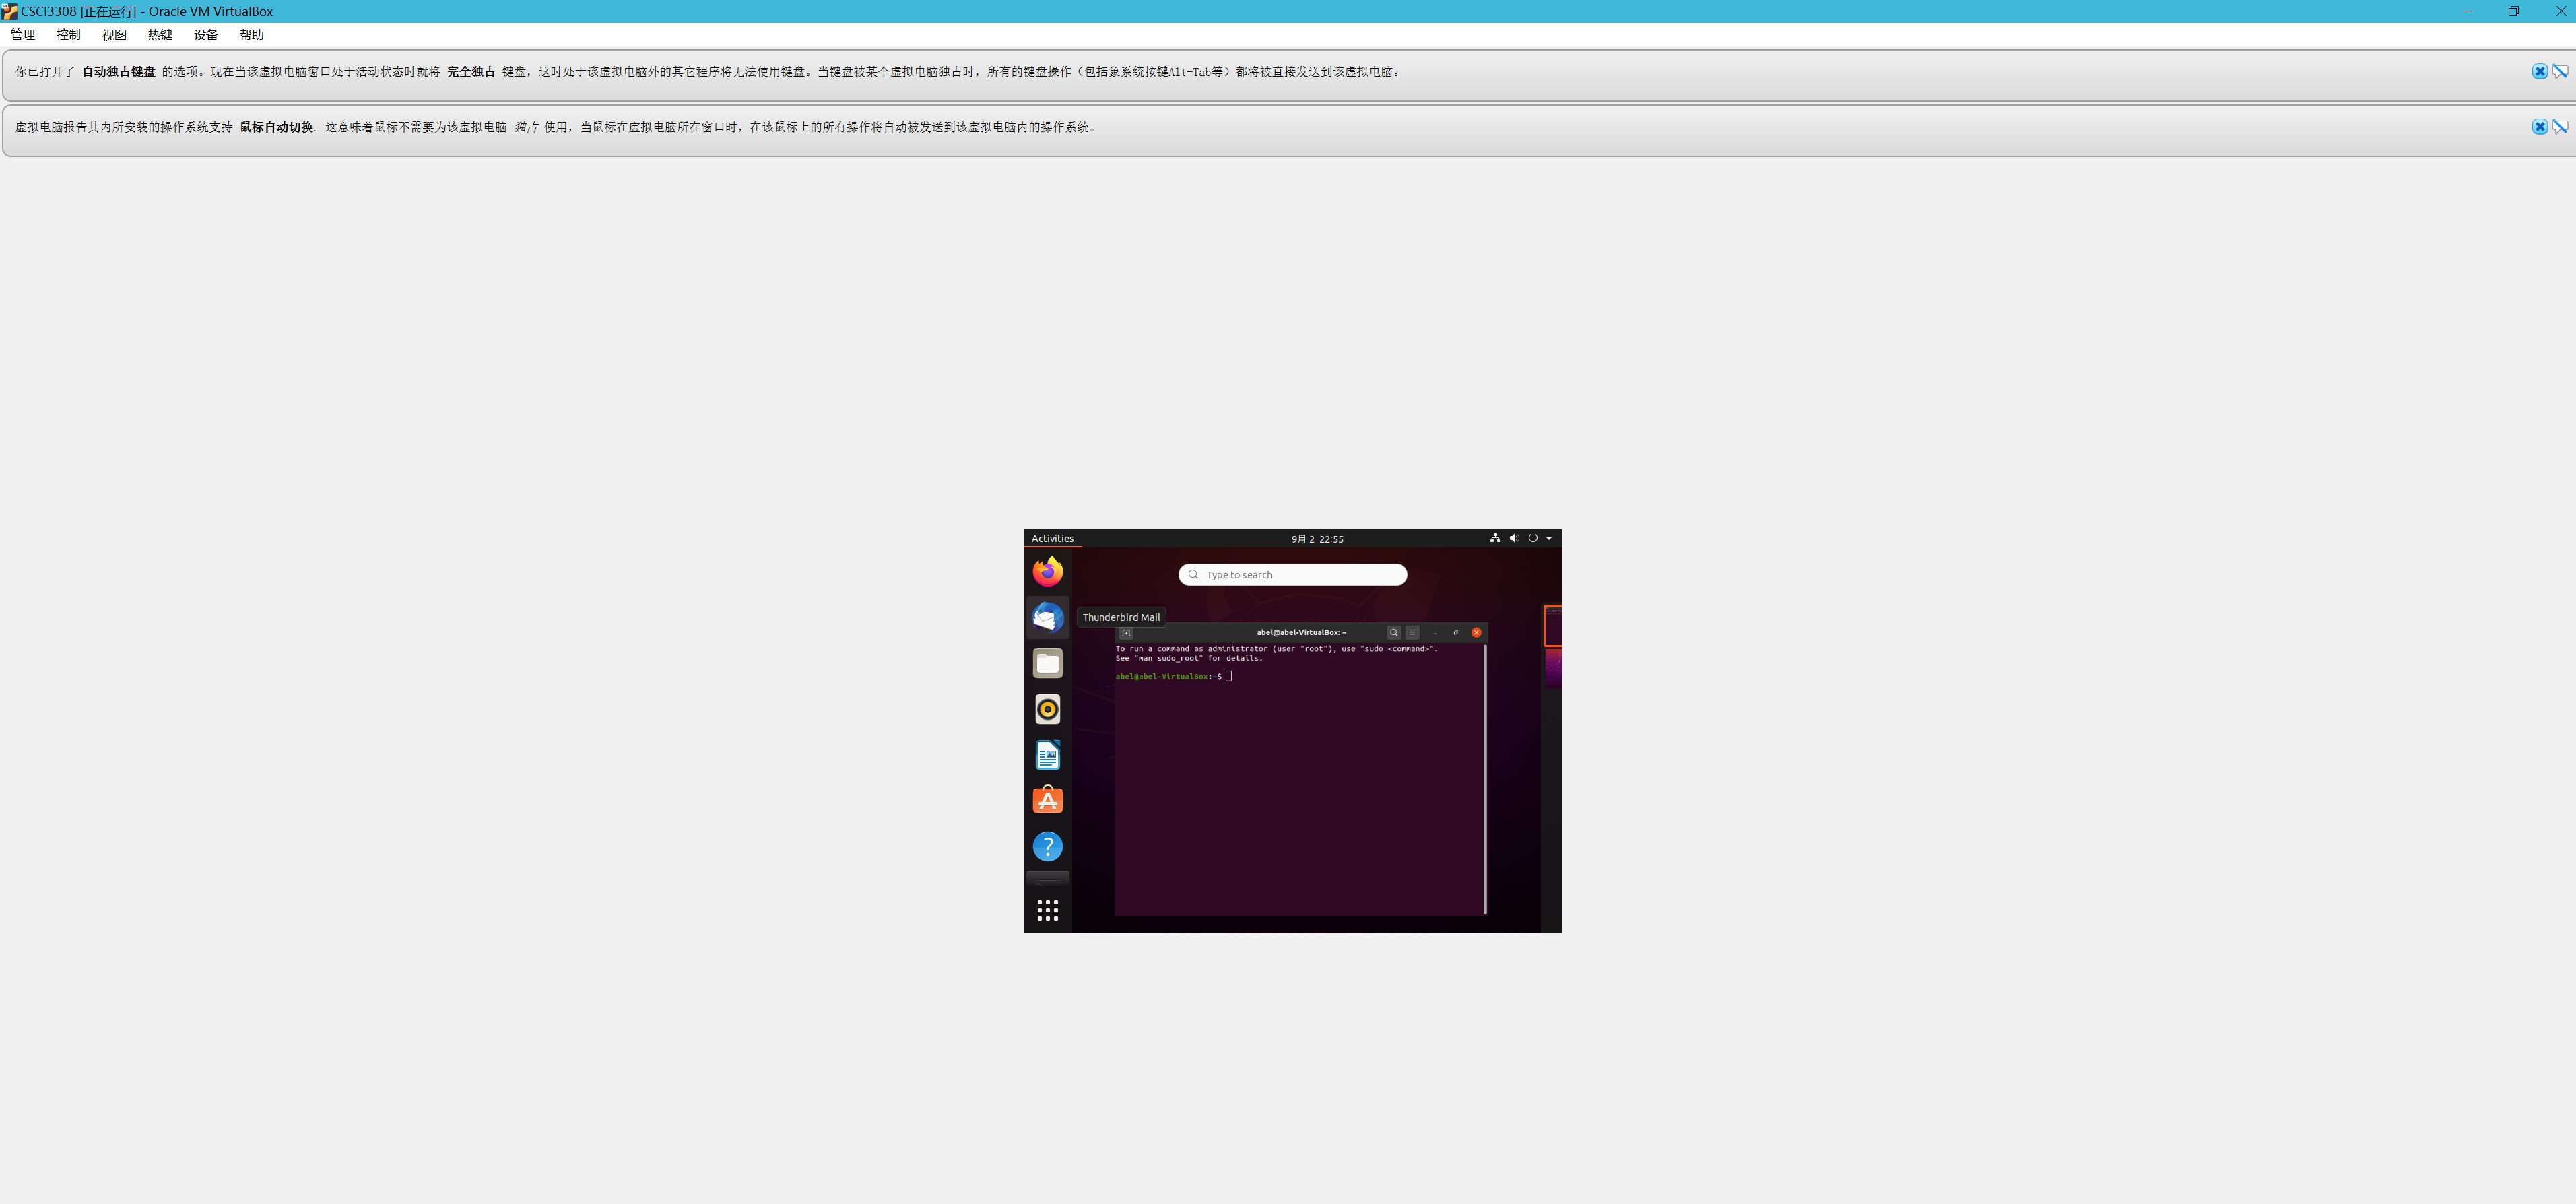 CSCI3308 [正在运行] - Oracle VM VirtualBox
管理 控制 视图 热键 设备 帮助
你已打开了 自动独占键盘 的选项。现在当该虚拟电脑窗口处于活动状态时就将 完全独占 键盘，这时处于该虚拟电脑外的其它程序将无法使用键盘。当键盘被某个虚拟电脑独占时，所有的键盘操作（包括象系统按键Alt-Tab等）都将被直接发送到该虚拟电脑。
虚拟电脑报告其内所安装的操作系统支持 鼠标自动切换. 这意味着鼠标不需要为该虚拟电脑 独占 使用，当鼠标在虚拟电脑所在窗口时，在该鼠标上的所有操作将自动被发送到该虚拟电脑内的操作系统。
Activities 9月 2 22:55
Type to search
Thunderbird Mail
abel@abel-VirtualBox: ~
To run a command as administrator (user "root"), use "sudo <command>".
See "man sudo_root" for details.
abel@abel-VirtualBox:~$